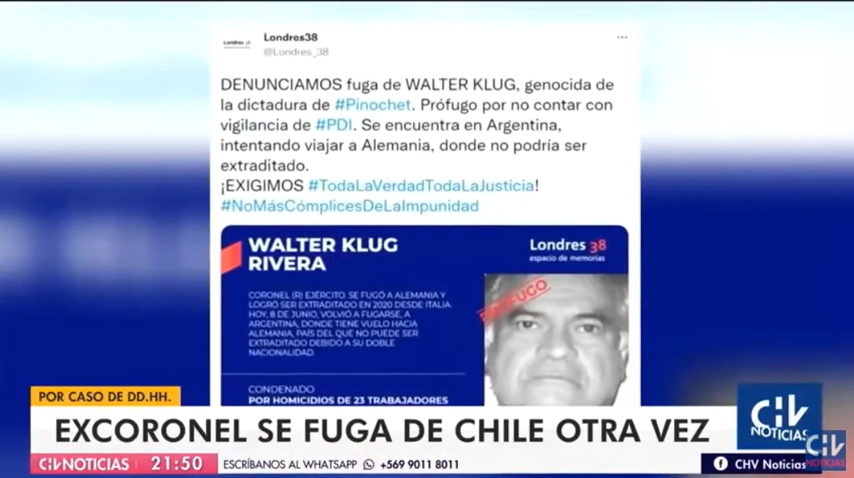 Londres 38
Londres38
@Londres_38
DENUNCIAMOS fuga de WALTER KLUG, genocida de
la dictadura de #Pinochet. Prófugo por no contar con
vigilancia de #PDI. Se encuentra en Argentina,
intentando viajar a Alemania, donde no podría ser
extraditado.
¡EXIGIMOS #TodaLaVerdadTodaLaJusticia!
#NoMásCómplicesDeLaImpunidad
WALTER KLUG
RIVERA
Londres 38
espacio de memorias
CORONEL (R) EJÉRCITO. SE FUGÓ A ALEMANIA Y
LOGRÓ SER EXTRADITADO EN 2020 DESDE ITALIA.
HOY, 8 DE JUNIO, VOLVIÓ A FUGARSE, A
ARGENTINA, DONDE TIENE VUELO HACIA
ALEMANIA, PAÍS DEL QUE NO PUEDE SER
EXTRADITADO DEBIDO A SU DOBLE
NACIONALIDAD.
PRÓFUGO
CONDENADO
POR HOMICIDIOS DE 23 TRABAJADORES
POR CASO DE DD.HH.
EXCORONEL SE FUGA DE CHILE OTRA VEZ
CHV
NOTICIAS
CHV
NOTICIAS
CHV NOTICIAS 21:50
ESCRÍBANOS AL WHATSAPP +569 9011 8011
CHV Noticias